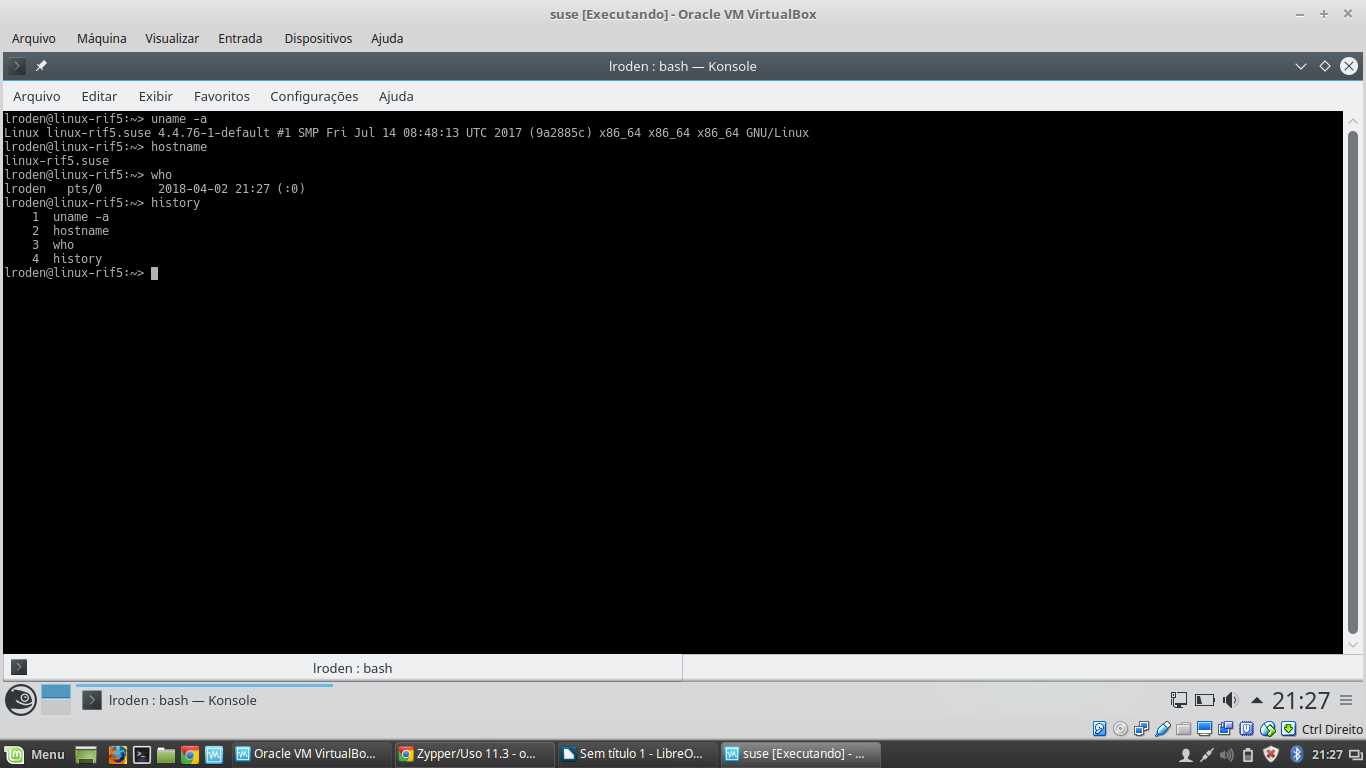 suse [Executando] - Oracle VM VirtualBox
Arquivo Máquina Visualizar Entrada Dispositivos Ajuda
lroden : bash — Konsole
Arquivo Editar Exibir Favoritos Configurações Ajuda
lroden@linux-rif5:~> uname -a
Linux linux-rif5.suse 4.4.76-1-default #1 SMP Fri Jul 14 08:48:13 UTC 2017 (9a2885c) x86_64 x86_64 x86_64 GNU/Linux
lroden@linux-rif5:~> hostname
linux-rif5.suse
lroden@linux-rif5:~> who
lroden   pts/0        2018-04-02 21:27 (:0)
lroden@linux-rif5:~> history
    1  uname -a
    2  hostname
    3  who
    4  history
lroden@linux-rif5:~>
lroden : bash
lroden : bash — Konsole 21:27
Ctrl Direito
Menu Oracle VM VirtualBo... Zypper/Uso 11.3 - o... Sem título 1 - LibreO... suse [Executando] - ... 21:27